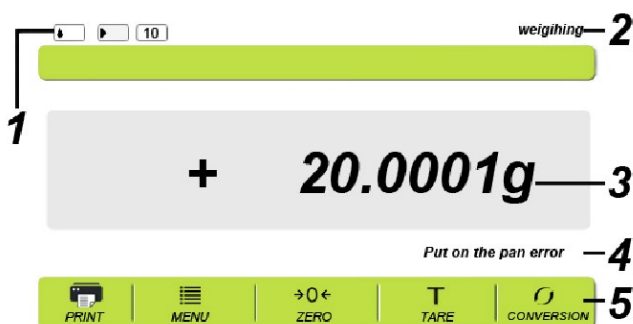 10
weigihing
2
1
+ 20.0001g
3
Put on the pan error
4
→0← T
5
PRINT MENU ZERO TARE CONVERSION